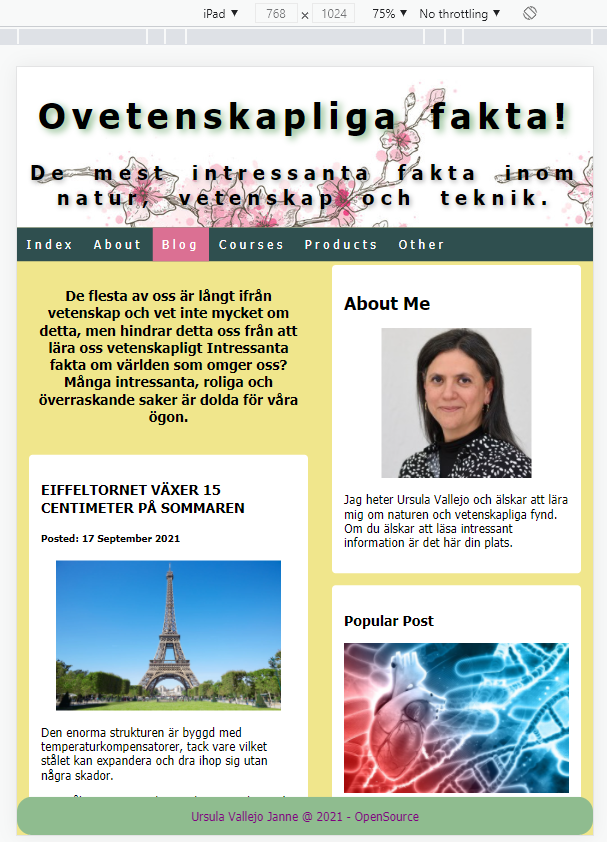 iPad ▼ 768 × 1024 75% ▼ No throttling ▼
Ovetenskapliga fakta!
De mest intressanta fakta inom
natur, vetenskap och teknik.
Index About Blog Courses Products Other
De flesta av oss är långt ifrån
vetenskap och vet inte mycket om
detta, men hindrar detta oss från att
lära oss vetenskapligt Intressanta
fakta om världen som omger oss?
Många intressanta, roliga och
överraskande saker är dolda för våra
ögon.
EIFFELTORNET VÄXER 15
CENTIMETER PÅ SOMMAREN
Posted: 17 September 2021
Den enorma strukturen är byggd med
temperaturkompensatorer, tack vare vilket
stålet kan expandera och dra ihop sig utan
några skador.
About Me
Jag heter Ursula Vallejo och älskar att lära
mig om naturen och vetenskapliga fynd.
Om du älskar att läsa intressant
information är det här din plats.
Popular Post
Ursula Vallejo Janne @ 2021 - OpenSource